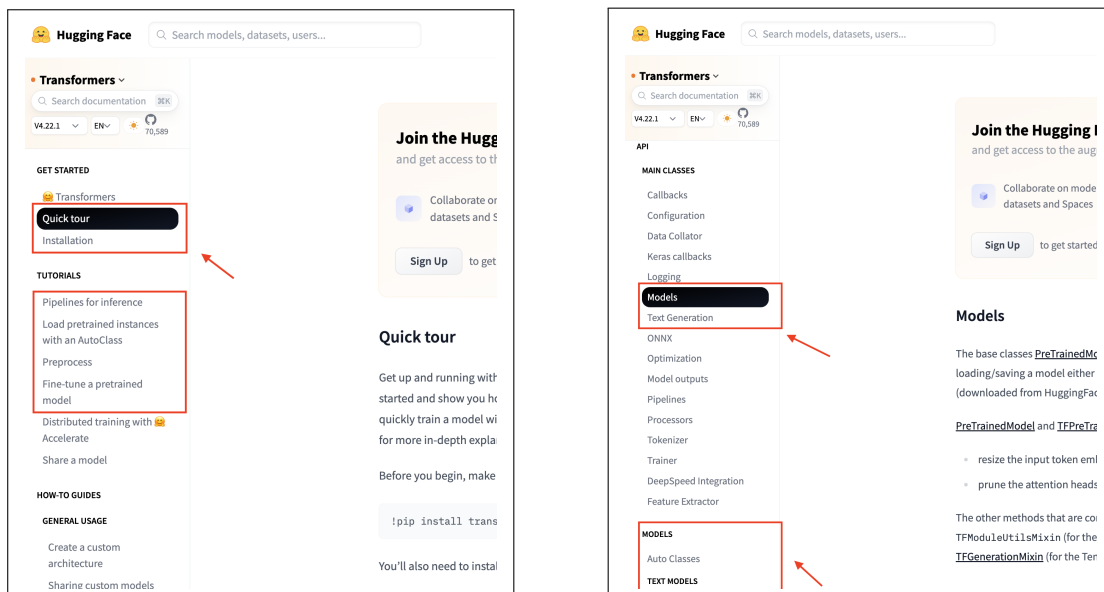 Hugging Face
Search models, datasets, users...
Transformers
Search documentation ⌘K
V4.22.1 EN 70,589
GET STARTED
🤗 Transformers
Quick tour
Installation
TUTORIALS
Pipelines for inference
Load pretrained instances
with an AutoClass
Preprocess
Fine-tune a pretrained
model
Distributed training with 🤗
Accelerate
Share a model
HOW-TO GUIDES
GENERAL USAGE
Create a custom
architecture
Sharing custom models
Join the Hugg
and get access to th
Collaborate or
datasets and S
Sign Up to get
Quick tour
Get up and running with
started and show you ho
quickly train a model wi
for more in-depth expla
Before you begin, make
!pip install trans
You'll also need to instal
Hugging Face
Search models, datasets, users...
Transformers
Search documentation ⌘K
V4.22.1 EN 70,589
API
MAIN CLASSES
Callbacks
Configuration
Data Collator
Keras callbacks
Logging
Models
Text Generation
ONNX
Optimization
Model outputs
Pipelines
Processors
Tokenizer
Trainer
DeepSpeed Integration
Feature Extractor
MODELS
Auto Classes
TEXT MODELS
Join the Hugging
and get access to the aug
Collaborate on mode
datasets and Spaces
Sign Up to get started
Models
The base classes PreTrainedMo
loading/saving a model either
(downloaded from HuggingFac
PreTrainedModel and TFPreTra
resize the input token em
prune the attention heads
The other methods that are co
TFModuleUtilsMixin (for the
TFGenerationMixin (for the Te